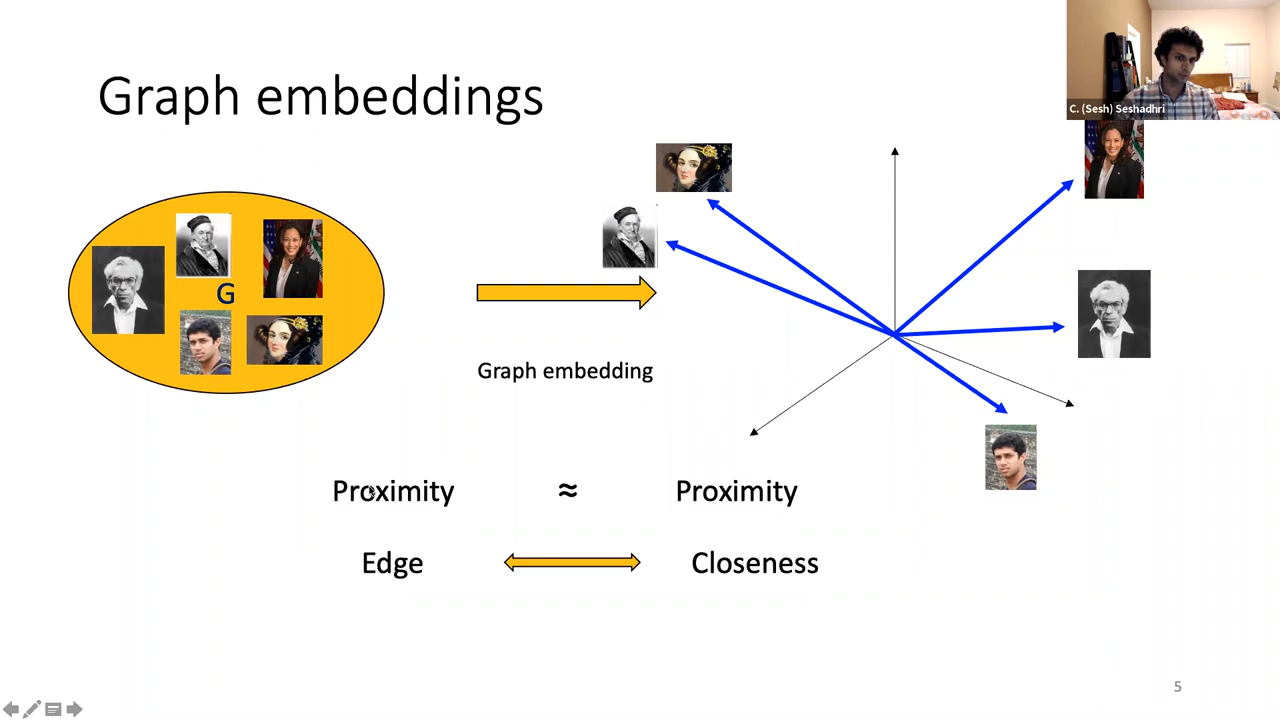 C. (Sesh) Seshadhri
Graph embeddings
G
Graph embedding
Proximity ≈ Proximity
Edge Closeness
5